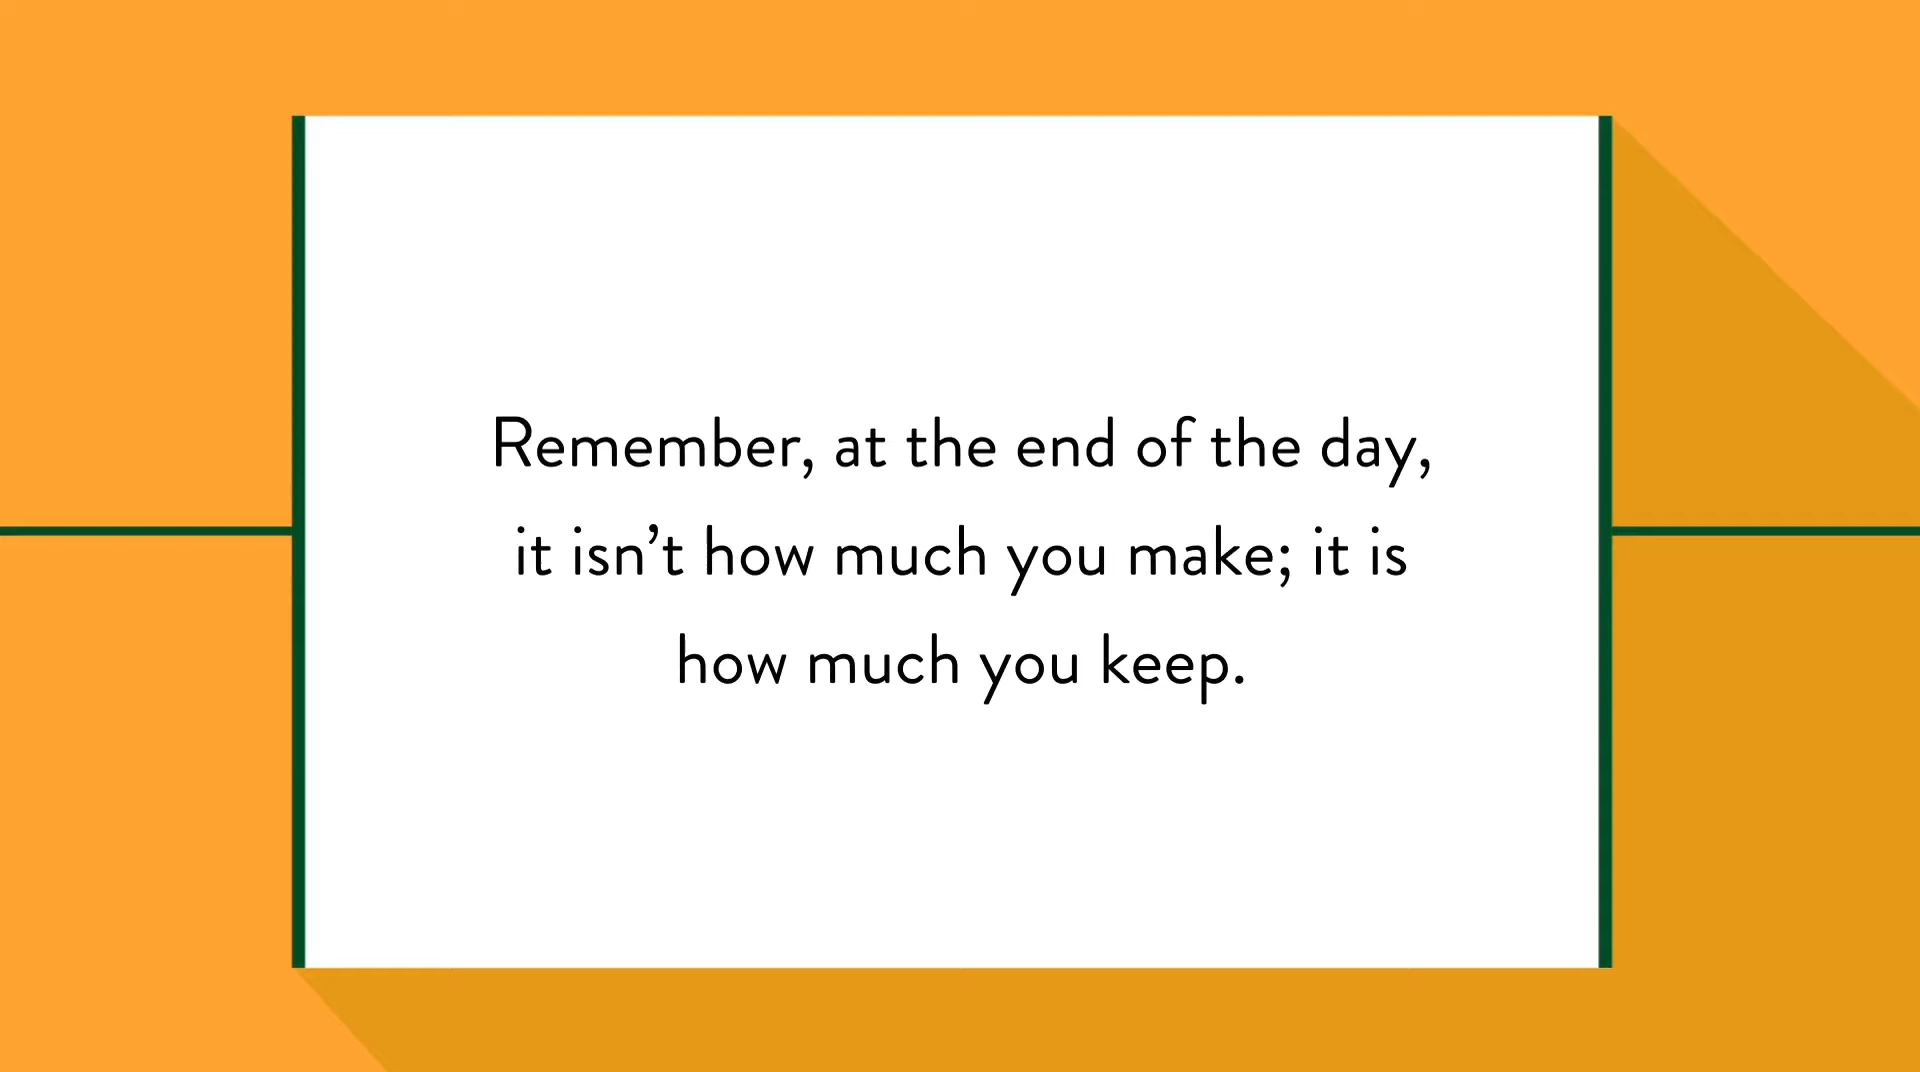 Remember, at the end of the day,
it isn’t how much you make; it is
how much you keep.